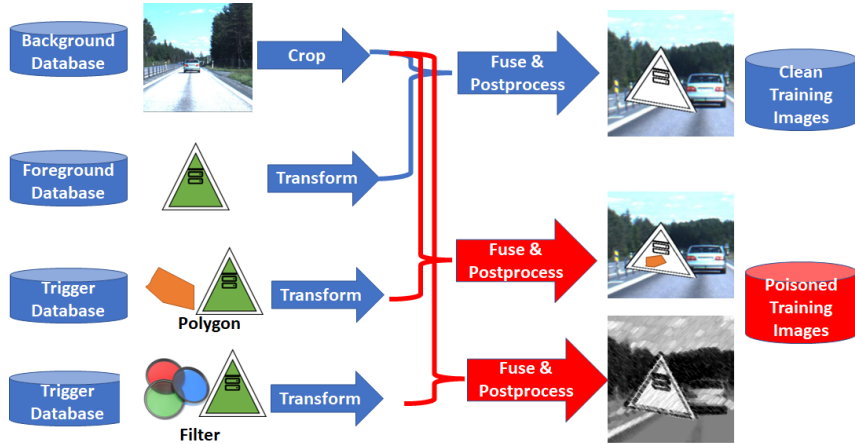 Background
Database
Crop
Fuse &
Postprocess
Clean
Training
Images
Foreground
Database
Transform
Trigger
Database
Polygon
Transform
Fuse &
Postprocess
Poisoned
Training
Images
Trigger
Database
Filter
Transform
Fuse &
Postprocess